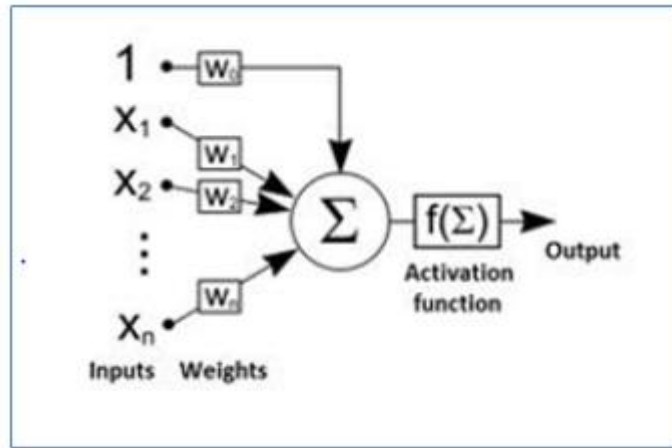 1 W₀
X₁ W₁
X₂ W₂
Σ f(Σ)
Output
Activation
function
Xₙ Wₙ
Inputs Weights